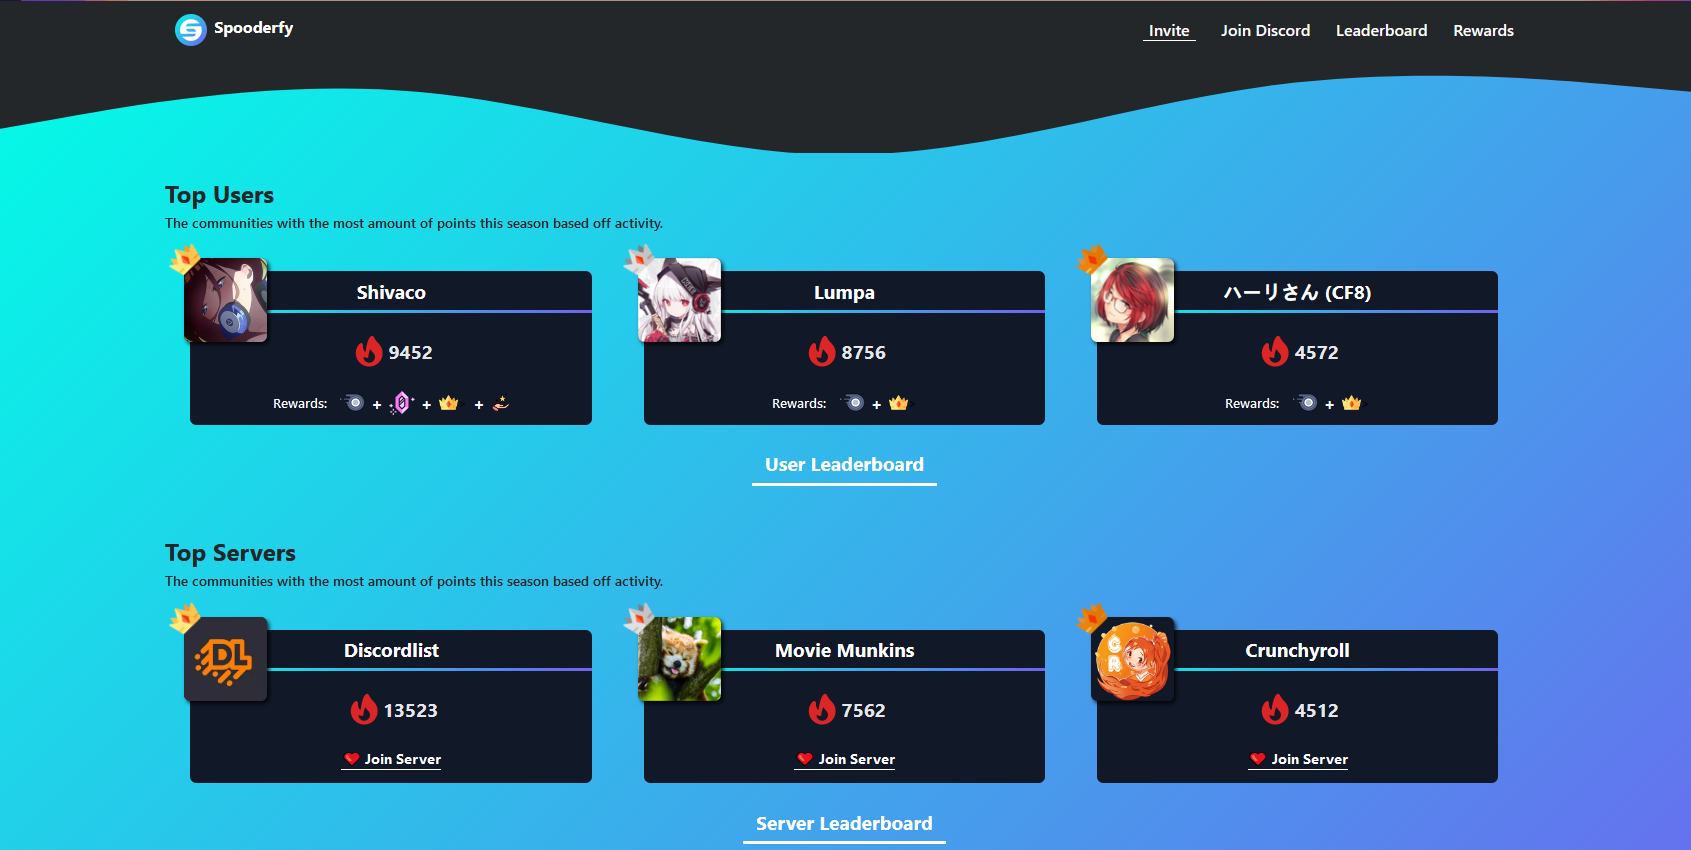 Spooderfy
Invite
Join Discord
Leaderboard
Rewards
Top Users
The communities with the most amount of points this season based off activity.
Shivaco
9452
Rewards: + + +
Lumpa
8756
Rewards: +
ハーリさん (CF8)
4572
Rewards: +
User Leaderboard
Top Servers
The communities with the most amount of points this season based off activity.
DL
Discordlist
13523
Join Server
Movie Munkins
7562
Join Server
CR
Crunchyroll
4512
Join Server
Server Leaderboard